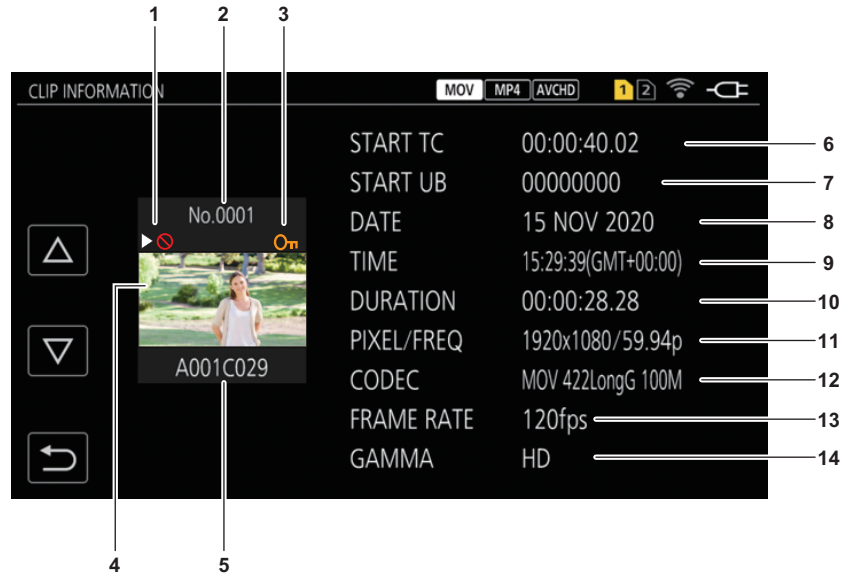 1 2 3
CLIP INFORMATION MOV MP4 AVCHD 1 2
START TC 00:00:40.02 6
START UB 00000000 7
No.0001
DATE 15 NOV 2020 8
TIME 15:29:39(GMT+00:00) 9
4
DURATION 00:00:28.28 10
PIXEL/FREQ 1920x1080/59.94p 11
A001C029
CODEC MOV 422LongG 100M 12
FRAME RATE 120fps 13
GAMMA HD 14
4 5